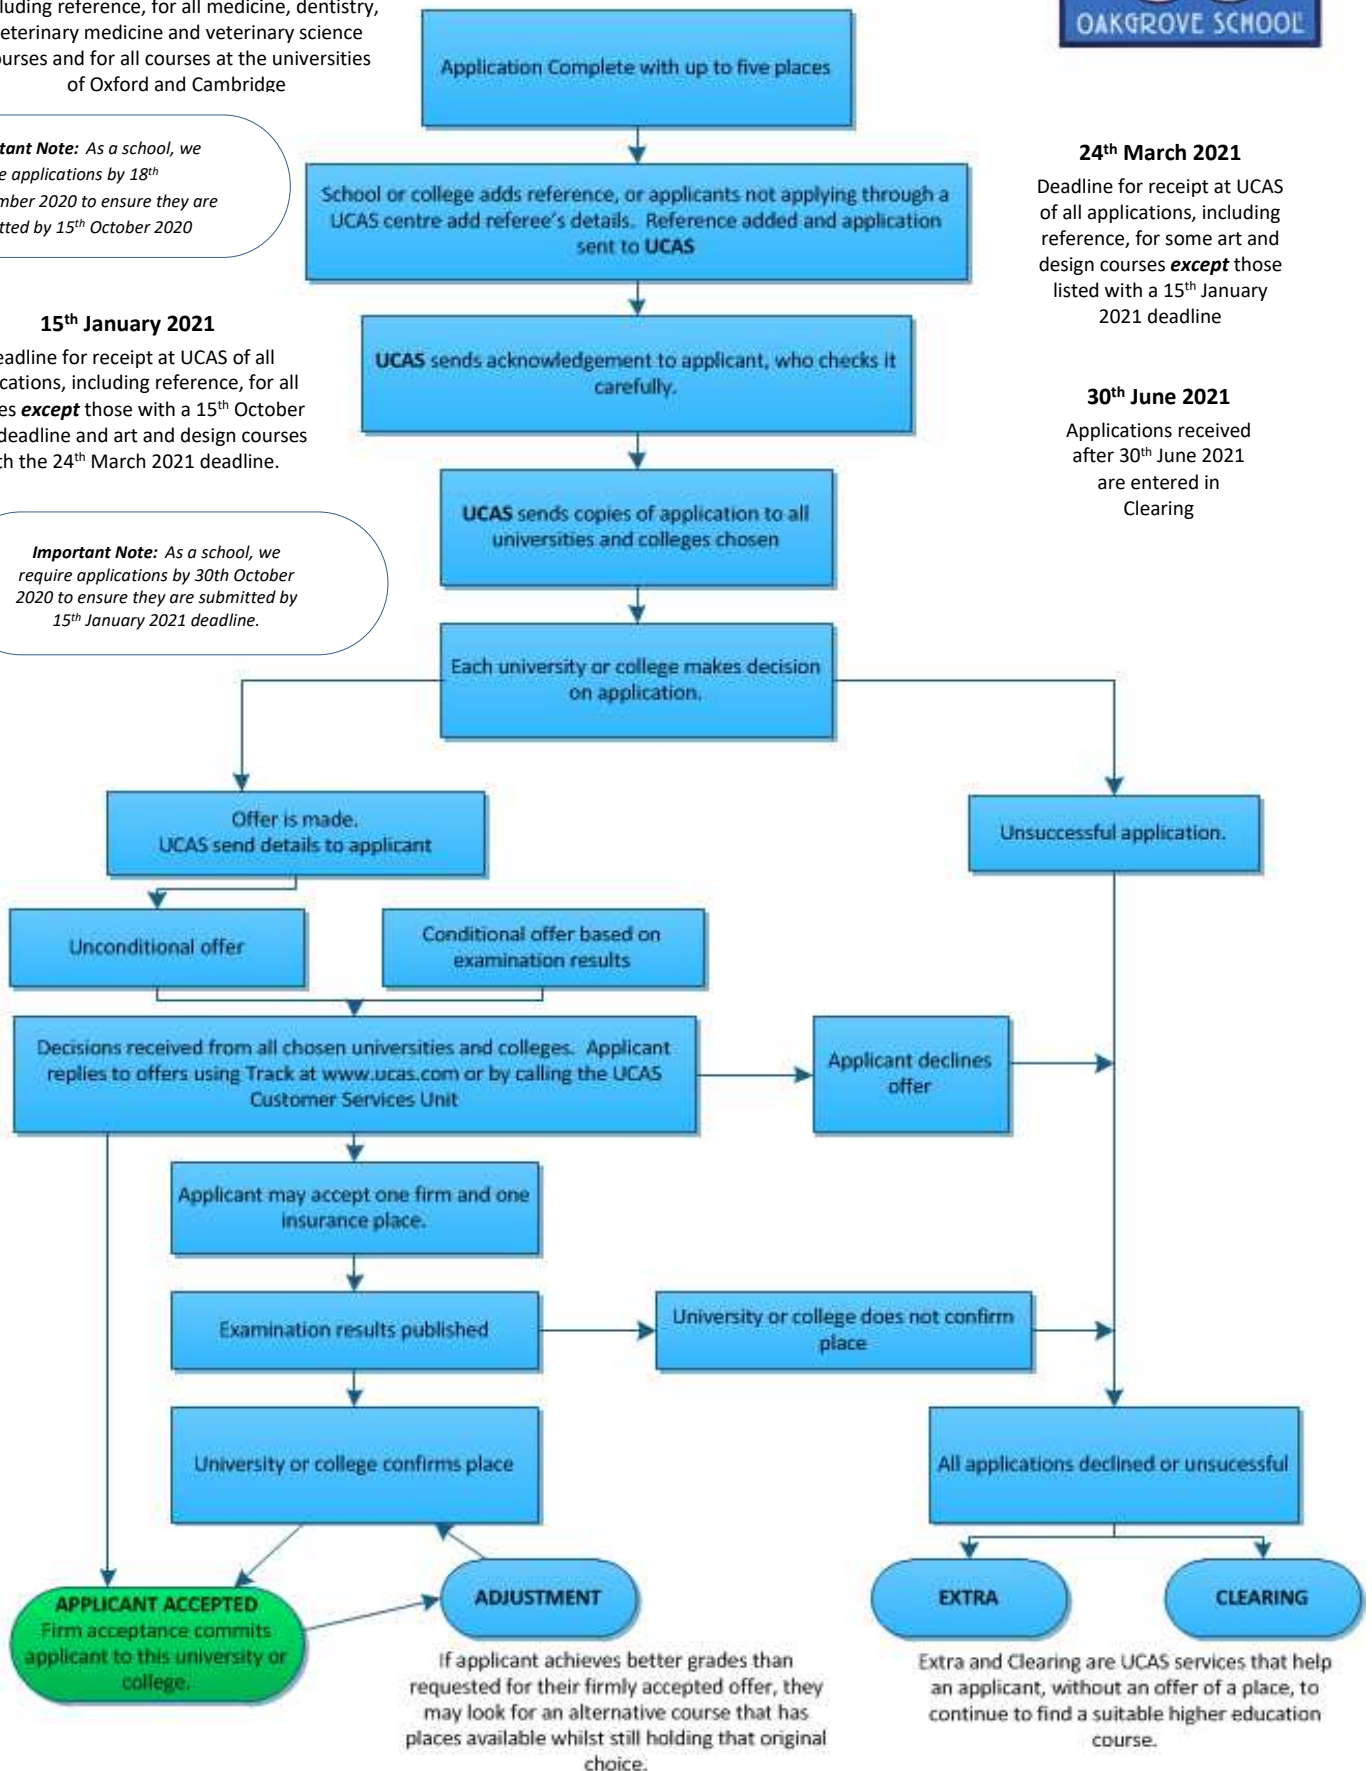 including reference, for all medicine, dentistry,
veterinary medicine and veterinary science
courses and for all courses at the universities
of Oxford and Cambridge
tant Note: As a school, we
e applications by 18th
mber 2020 to ensure they are
tted by 15th October 2020
15th January 2021
eadline for receipt at UCAS of all
ications, including reference, for all
es except those with a 15th October
deadline and art and design courses
th the 24th March 2021 deadline.
Important Note: As a school, we
require applications by 30th October
2020 to ensure they are submitted by
15th January 2021 deadline.
OAKGROVE SCHOOL
24th March 2021
Deadline for receipt at UCAS
of all applications, including
reference, for some art and
design courses except those
listed with a 15th January
2021 deadline
30th June 2021
Applications received
after 30th June 2021
are entered in
Clearing
Application Complete with up to five places
School or college adds reference, or applicants not applying through a
UCAS centre add referee's details. Reference added and application
sent to UCAS
UCAS sends acknowledgement to applicant, who checks it
carefully.
UCAS sends copies of application to all
universities and colleges chosen
Each university or college makes decision
on application.
Offer is made.
UCAS send details to applicant
Unsuccessful application.
Unconditional offer
Conditional offer based on
examination results
Decisions received from all chosen universities and colleges. Applicant
replies to offers using Track at www.ucas.com or by calling the UCAS
Customer Services Unit
Applicant declines
offer
Applicant may accept one firm and one
insurance place.
Examination results published
University or college does not confirm
place
University or college confirms place
All applications declined or unsucessful
APPLICANT ACCEPTED
Firm acceptance commits
applicant to this university or
college.
ADJUSTMENT
If applicant achieves better grades than
requested for their firmly accepted offer, they
may look for an alternative course that has
places available whilst still holding that original
choice.
EXTRA
CLEARING
Extra and Clearing are UCAS services that help
an applicant, without an offer of a place, to
continue to find a suitable higher education
course.